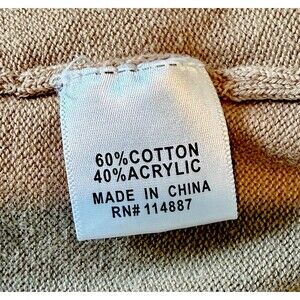 60%COTTON
40%ACRYLIC
MADE IN CHINA
RN# 114887